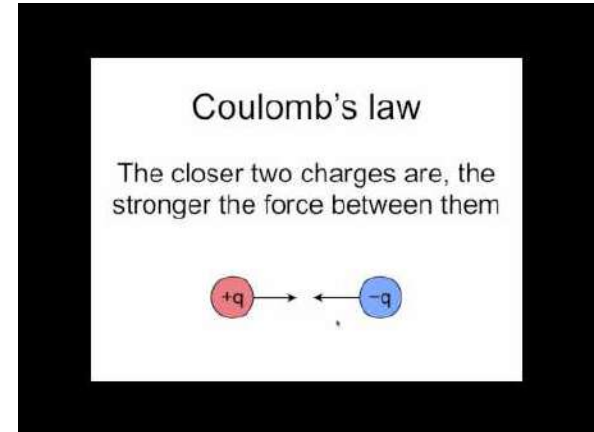 Coulomb's law
The closer two charges are, the
stronger the force between them
+q
−q